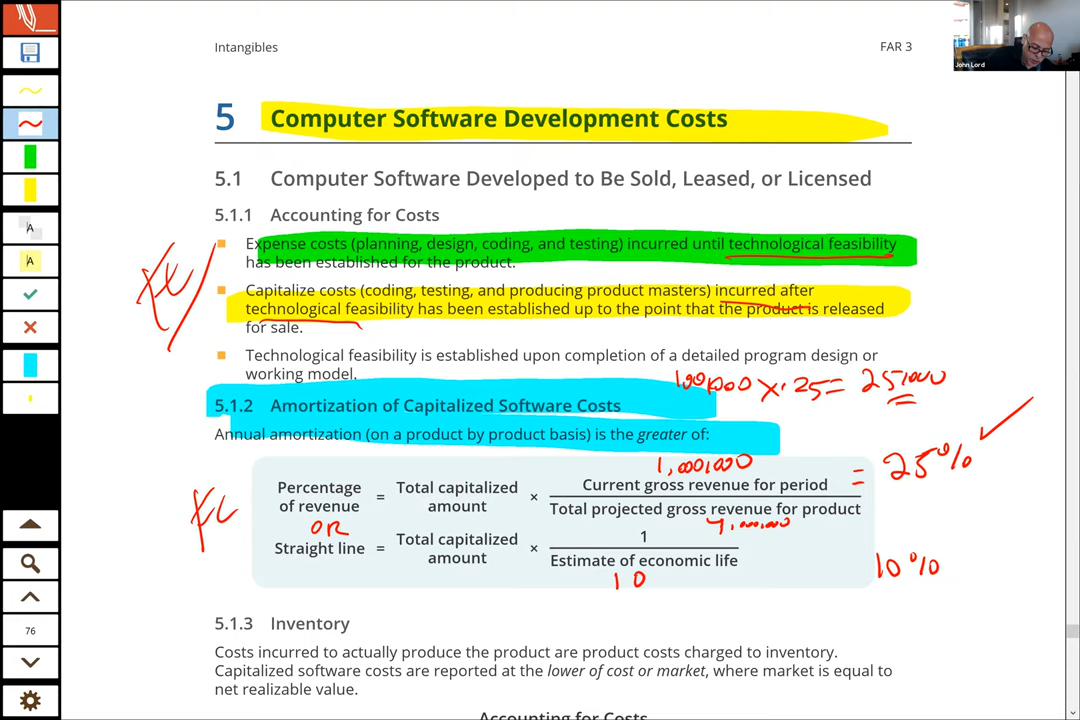 Intangibles
FAR 3
John Lord
5 Computer Software Development Costs
5.1 Computer Software Developed to Be Sold, Leased, or Licensed
5.1.1 Accounting for Costs
Expense costs (planning, design, coding, and testing) incurred until technological feasibility
has been established for the product.
Capitalize costs (coding, testing, and producing product masters) incurred after
technological feasibility has been established up to the point that the product is released
for sale.
Technological feasibility is established upon completion of a detailed program design or
working model.
100,000 x .25 = 25,000
5.1.2 Amortization of Capitalized Software Costs
Annual amortization (on a product by product basis) is the greater of:
1,000,000
= 25%
Percentage of revenue = Total capitalized amount × Current gross revenue for period / Total projected gross revenue for product
4,000,000
OR
Straight line = Total capitalized amount × 1 / Estimate of economic life
10
10%
5.1.3 Inventory
Costs incurred to actually produce the product are product costs charged to inventory.
Capitalized software costs are reported at the lower of cost or market, where market is equal to
net realizable value.
Accounting for Costs
A
A
76